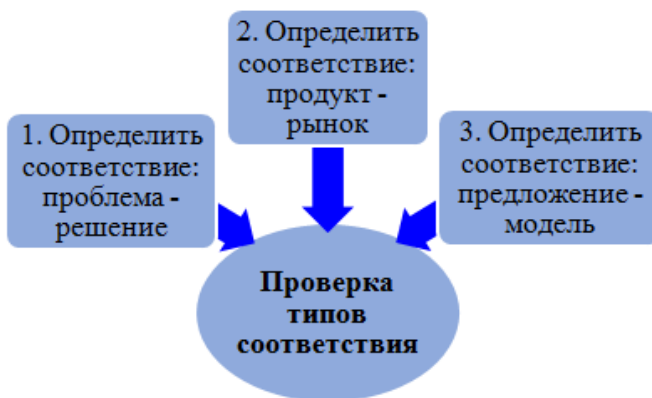 1. Определить
соответствие:
проблема -
решение
2. Определить
соответствие:
продукт -
рынок
3. Определить
соответствие:
предложение -
модель
Проверка
типов
соответствия